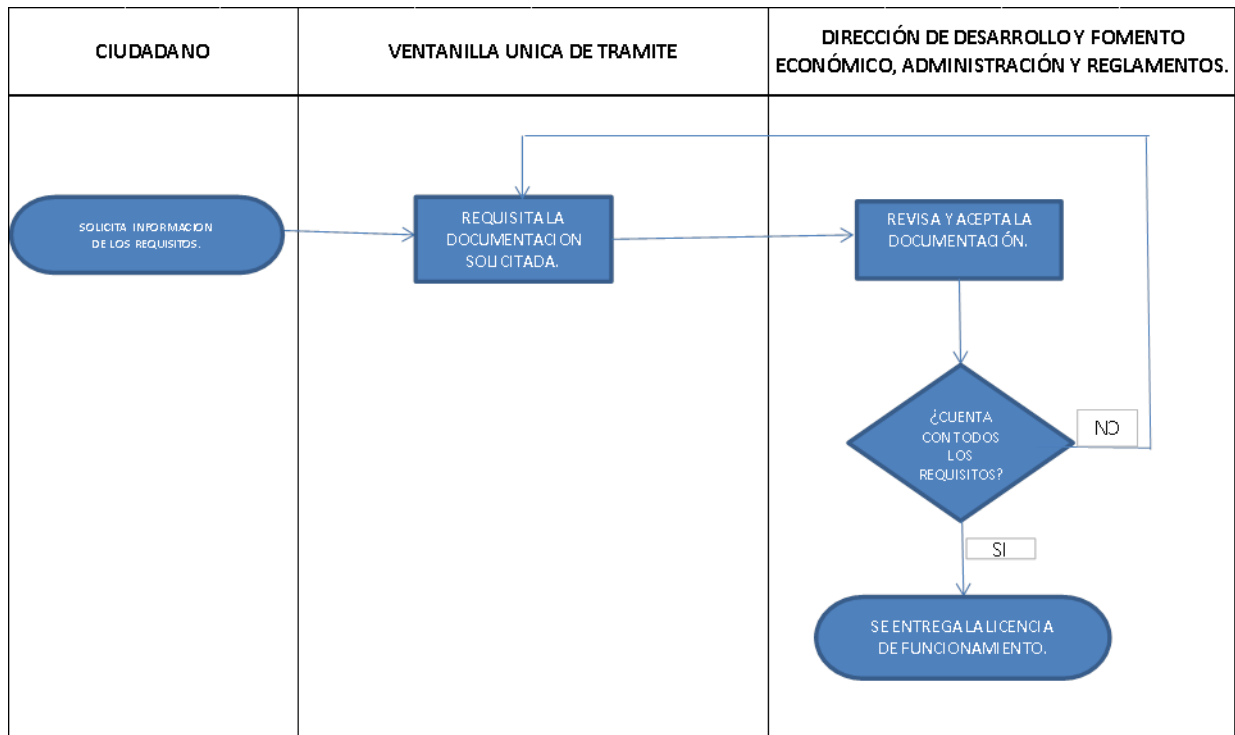 CIUDADANO
VENTANILLA UNICA DE TRAMITE
DIRECCIÓN DE DESARROLLO Y FOMENTO
ECONÓMICO, ADMINISTRACIÓN Y REGLAMENTOS.
SOLICITA INFORMACION
DE LOS REQUISITOS.
REQUISITA LA
DOCUMENTACION
SOLICITADA.
REVISA Y ACEPTA LA
DOCUMENTACIÓN.
¿CUENTA
CON TODOS
LOS
REQUISITOS?
NO
SI
SE ENTREGA LA LICENCIA
DE FUNCIONAMIENTO.